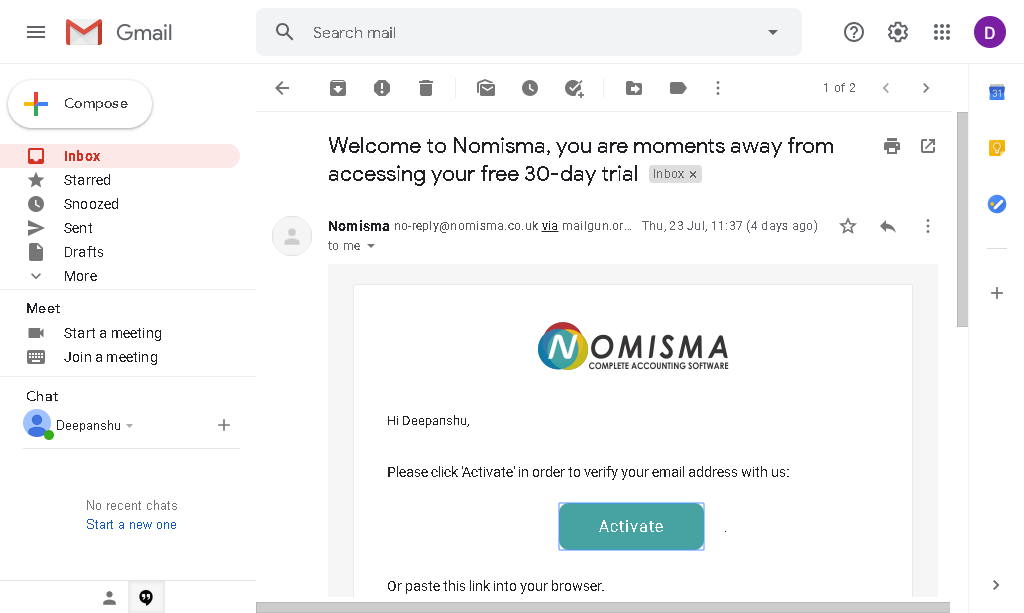 Gmail
Search mail
D
Compose
1 of 2
31
Inbox
Starred
Snoozed
Sent
Drafts
More
Meet
Start a meeting
Join a meeting
Chat
Deepanshu
No recent chats
Start a new one
Welcome to Nomisma, you are moments away from
accessing your free 30-day trial Inbox ×
Nomisma no-reply@nomisma.co.uk via mailgun.or... Thu, 23 Jul, 11:37 (4 days ago)
to me
NOMISMA
COMPLETE ACCOUNTING SOFTWARE
Hi Deepanshu,
Please click 'Activate' in order to verify your email address with us:
Activate .
Or paste this link into your browser.